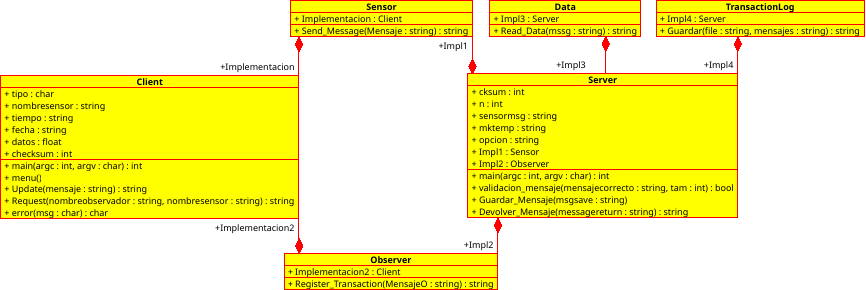 Sensor
+ Implementacion : Client
+ Send_Message(Mensaje : string) : string
Data
+ Impl3 : Server
+ Read_Data(mssg : string) : string
TransactionLog
+ Impl4 : Server
+ Guardar(file : string, mensajes : string) : string
+Implementacion
+Impl1
+Impl3
+Impl4
Client
+ tipo : char
+ nombresensor : string
+ tiempo : string
+ fecha : string
+ datos : float
+ checksum : int
+ main(argc : int, argv : char) : int
+ menu()
+ Update(mensaje : string) : string
+ Request(nombreobservador : string, nombresensor : string) : string
+ error(msg : char) : char
Server
+ cksum : int
+ n : int
+ sensormsg : string
+ mktemp : string
+ opcion : string
+ Impl1 : Sensor
+ Impl2 : Observer
+ main(argc : int, argv : char) : int
+ validacion_mensaje(mensajecorrecto : string, tam : int) : bool
+ Guardar_Mensaje(msgsave : string)
+ Devolver_Mensaje(messagereturn : string) : string
+Implementacion2
+Impl2
Observer
+ Implementacion2 : Client
+ Register_Transaction(MensajeO : string) : string